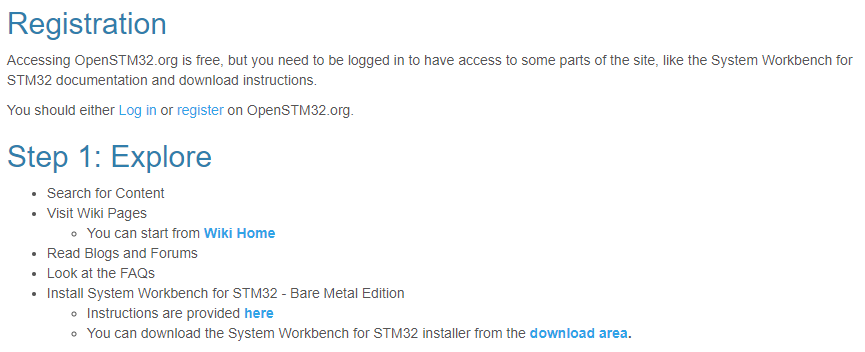 Registration
Accessing OpenSTM32.org is free, but you need to be logged in to have access to some parts of the site, like the System Workbench for
STM32 documentation and download instructions.
You should either Log in or register on OpenSTM32.org.
Step 1: Explore
• Search for Content
• Visit Wiki Pages
◦ You can start from Wiki Home
• Read Blogs and Forums
• Look at the FAQs
• Install System Workbench for STM32 - Bare Metal Edition
◦ Instructions are provided here
◦ You can download the System Workbench for STM32 installer from the download area.